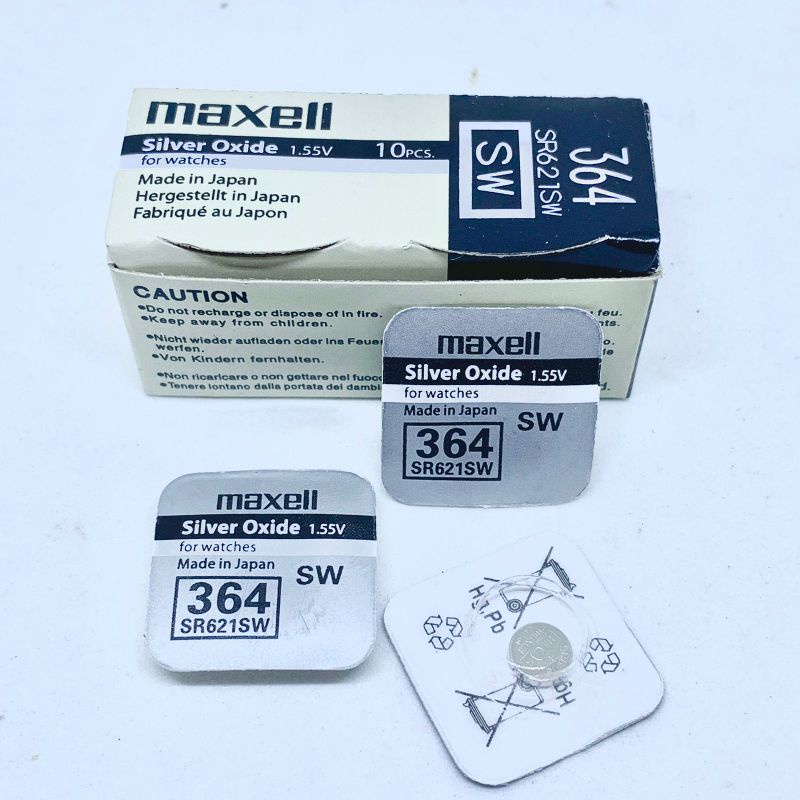 maxell
Silver Oxide 1.55V 10PCS.
for watches
Made in Japan
Hergestellt in Japan
Fabriqué au Japon
364
SR621SW
SW
CAUTION
•Do not recharge or dispose of in fire.
•Keep away from children.
•Nicht wieder aufladen oder ins Feuer
werfen.
•Von Kindern fernhalten.
•Non ricaricare o non gettare nel fuoco
•Tenere lontano dalla portata dei bambi
feu.
maxell
Silver Oxide 1.55V
for watches
Made in Japan
SW
364
SR621SW
maxell
Silver Oxide 1.55V
for watches
Made in Japan
SW
364
SR621SW
Hg.Pb